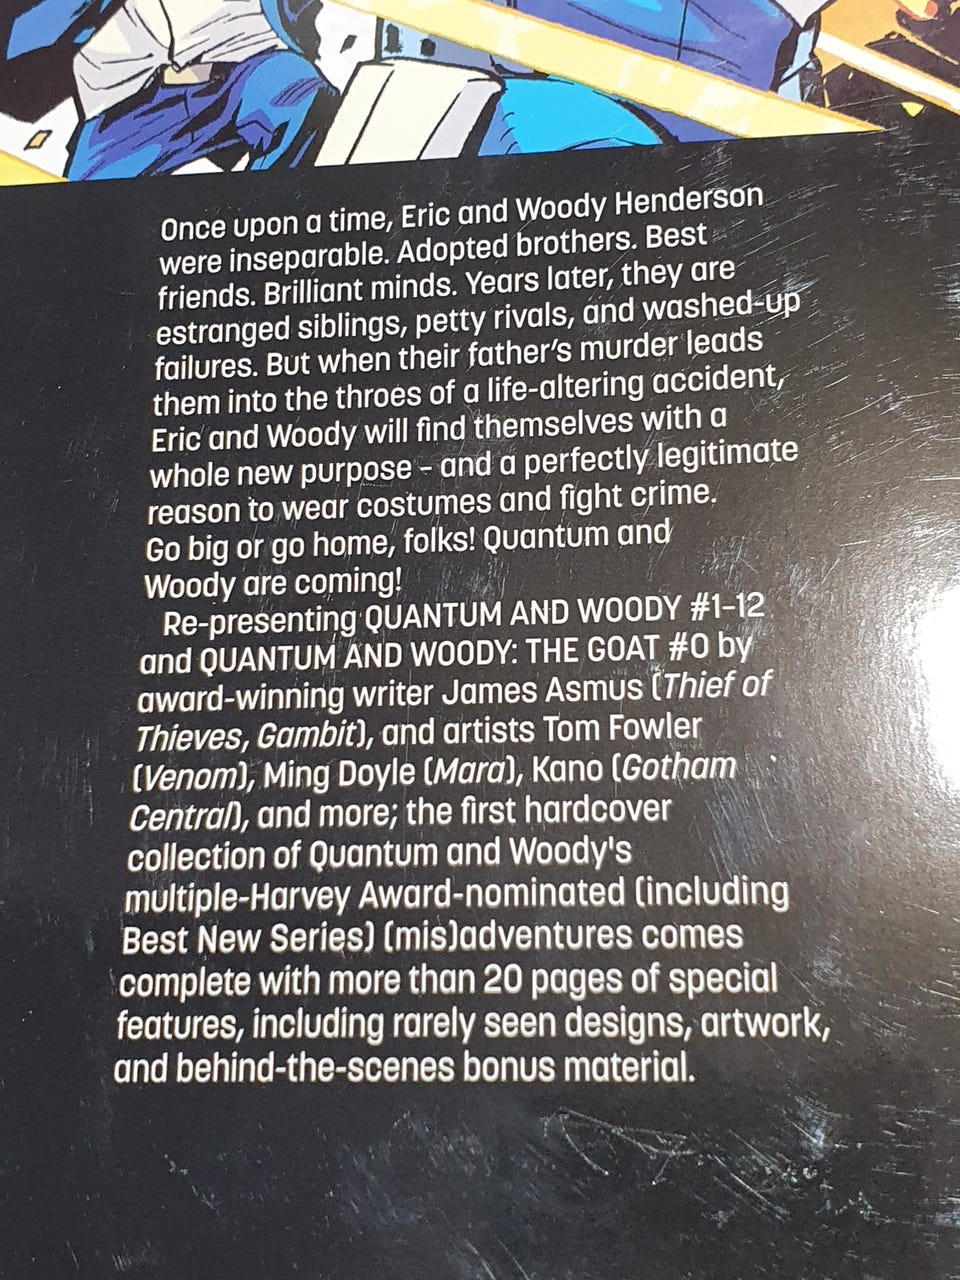 Once upon a time, Eric and Woody Henderson
were inseparable. Adopted brothers. Best
friends. Brilliant minds. Years later, they are
estranged siblings, petty rivals, and washed-up
failures. But when their father's murder leads
them into the throes of a life-altering accident,
Eric and Woody will find themselves with a
whole new purpose – and a perfectly legitimate
reason to wear costumes and fight crime.
Go big or go home, folks! Quantum and
Woody are coming!
Re-presenting QUANTUM AND WOODY #1-12
and QUANTUM AND WOODY: THE GOAT #0 by
award-winning writer James Asmus (Thief of
Thieves, Gambit), and artists Tom Fowler
(Venom), Ming Doyle (Mara), Kano (Gotham
Central), and more; the first hardcover
collection of Quantum and Woody's
multiple-Harvey Award-nominated (including
Best New Series) (mis)adventures comes
complete with more than 20 pages of special
features, including rarely seen designs, artwork,
and behind-the-scenes bonus material.